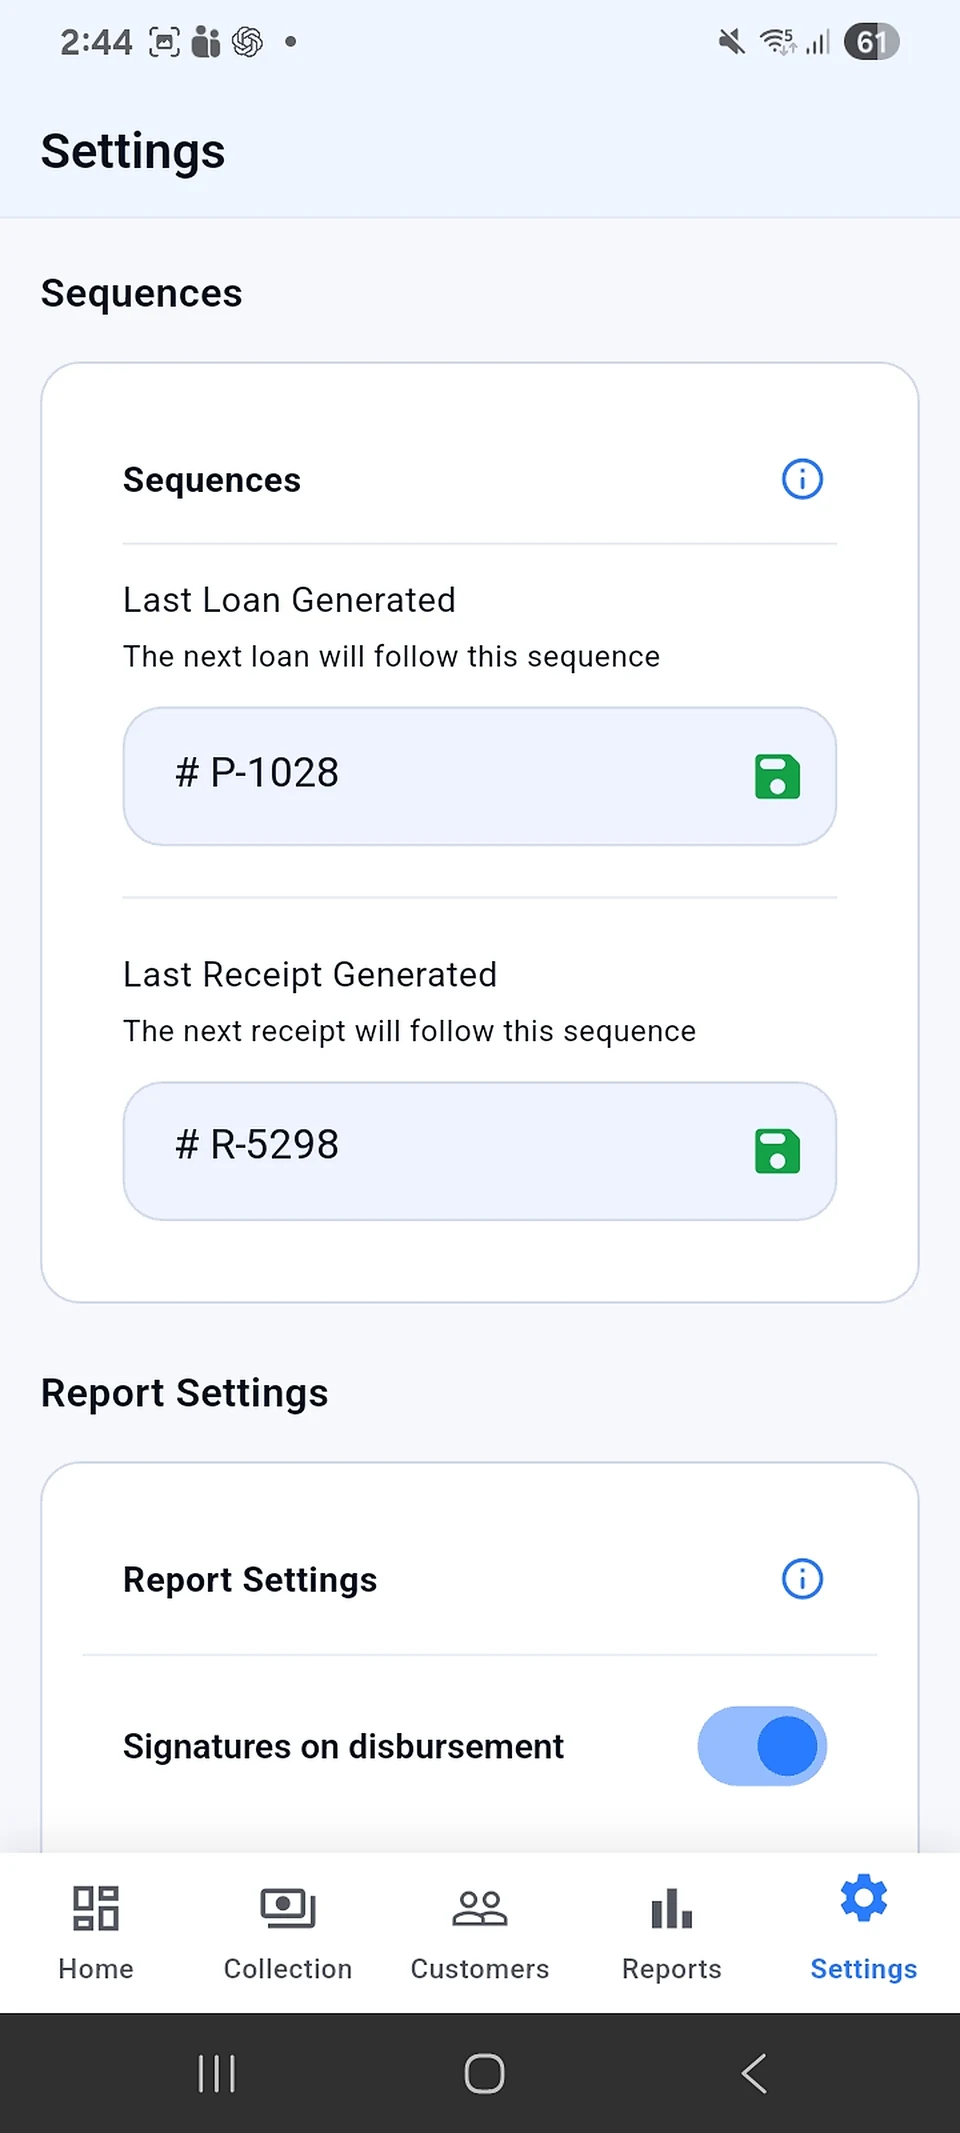 2:44
5
61
Settings
Sequences
Sequences
Last Loan Generated
The next loan will follow this sequence
# P-1028
Last Receipt Generated
The next receipt will follow this sequence
# R-5298
Report Settings
Report Settings
Signatures on disbursement
Home
Collection
Customers
Reports
Settings